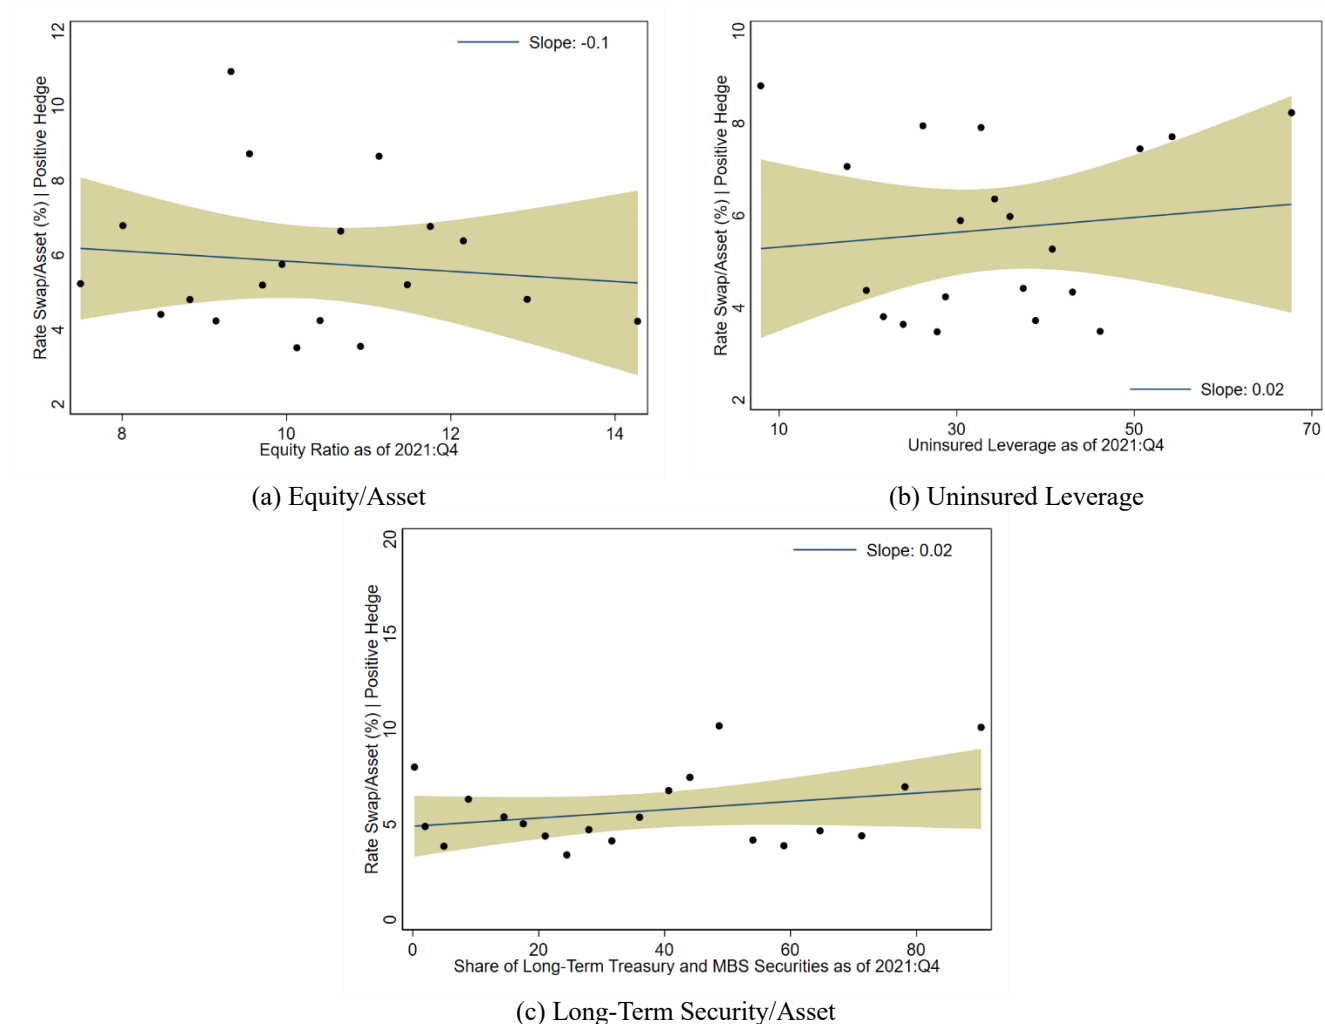 Rate Swap/Asset (%) | Positive Hedge
12
10
8
6
4
2
Slope: -0.1
8 10 12 14
Equity Ratio as of 2021:Q4
(a) Equity/Asset
Rate Swap/Asset (%) | Positive Hedge
10
8
6
4
2
Slope: 0.02
10 30 50 70
Uninsured Leverage as of 2021:Q4
(b) Uninsured Leverage
Rate Swap/Asset (%) | Positive Hedge
20
15
10
5
0
Slope: 0.02
0 20 40 60 80
Share of Long-Term Treasury and MBS Securities as of 2021:Q4
(c) Long-Term Security/Asset